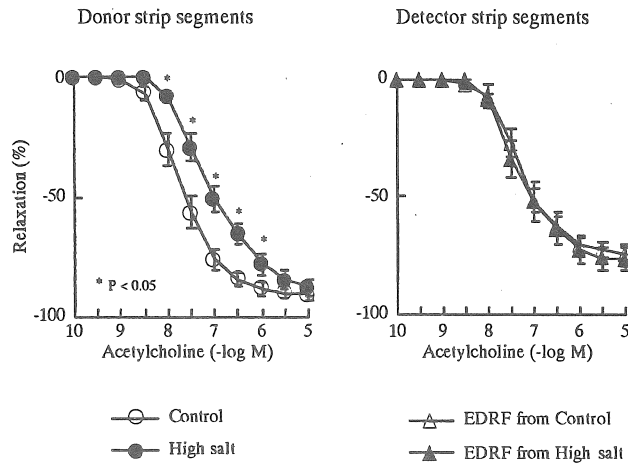 Donor strip segments
Detector strip segments
Relaxation (%)
0
-50
-100
*
*
*
*
*
* P < 0.05
10 9 8 7 6 5
Acetylcholine (-log M)
0
-50
-100
10 9 8 7 6 5
Acetylcholine (-log M)
Control
High salt
EDRF from Control
EDRF from High salt